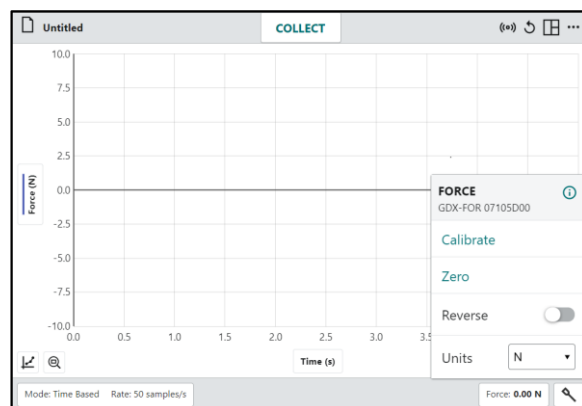 Untitled
COLLECT
10.0
7.5
5.0
2.5
0.0
-2.5
-5.0
-7.5
-10.0
Force (N)
0.0 0.5 1.0 1.5 2.0 2.5 3.0 3.5
Time (s)
FORCE
GDX-FOR 07105D00
Calibrate
Zero
Reverse
Units N
Mode: Time Based Rate: 50 samples/s
Force: 0.00 N